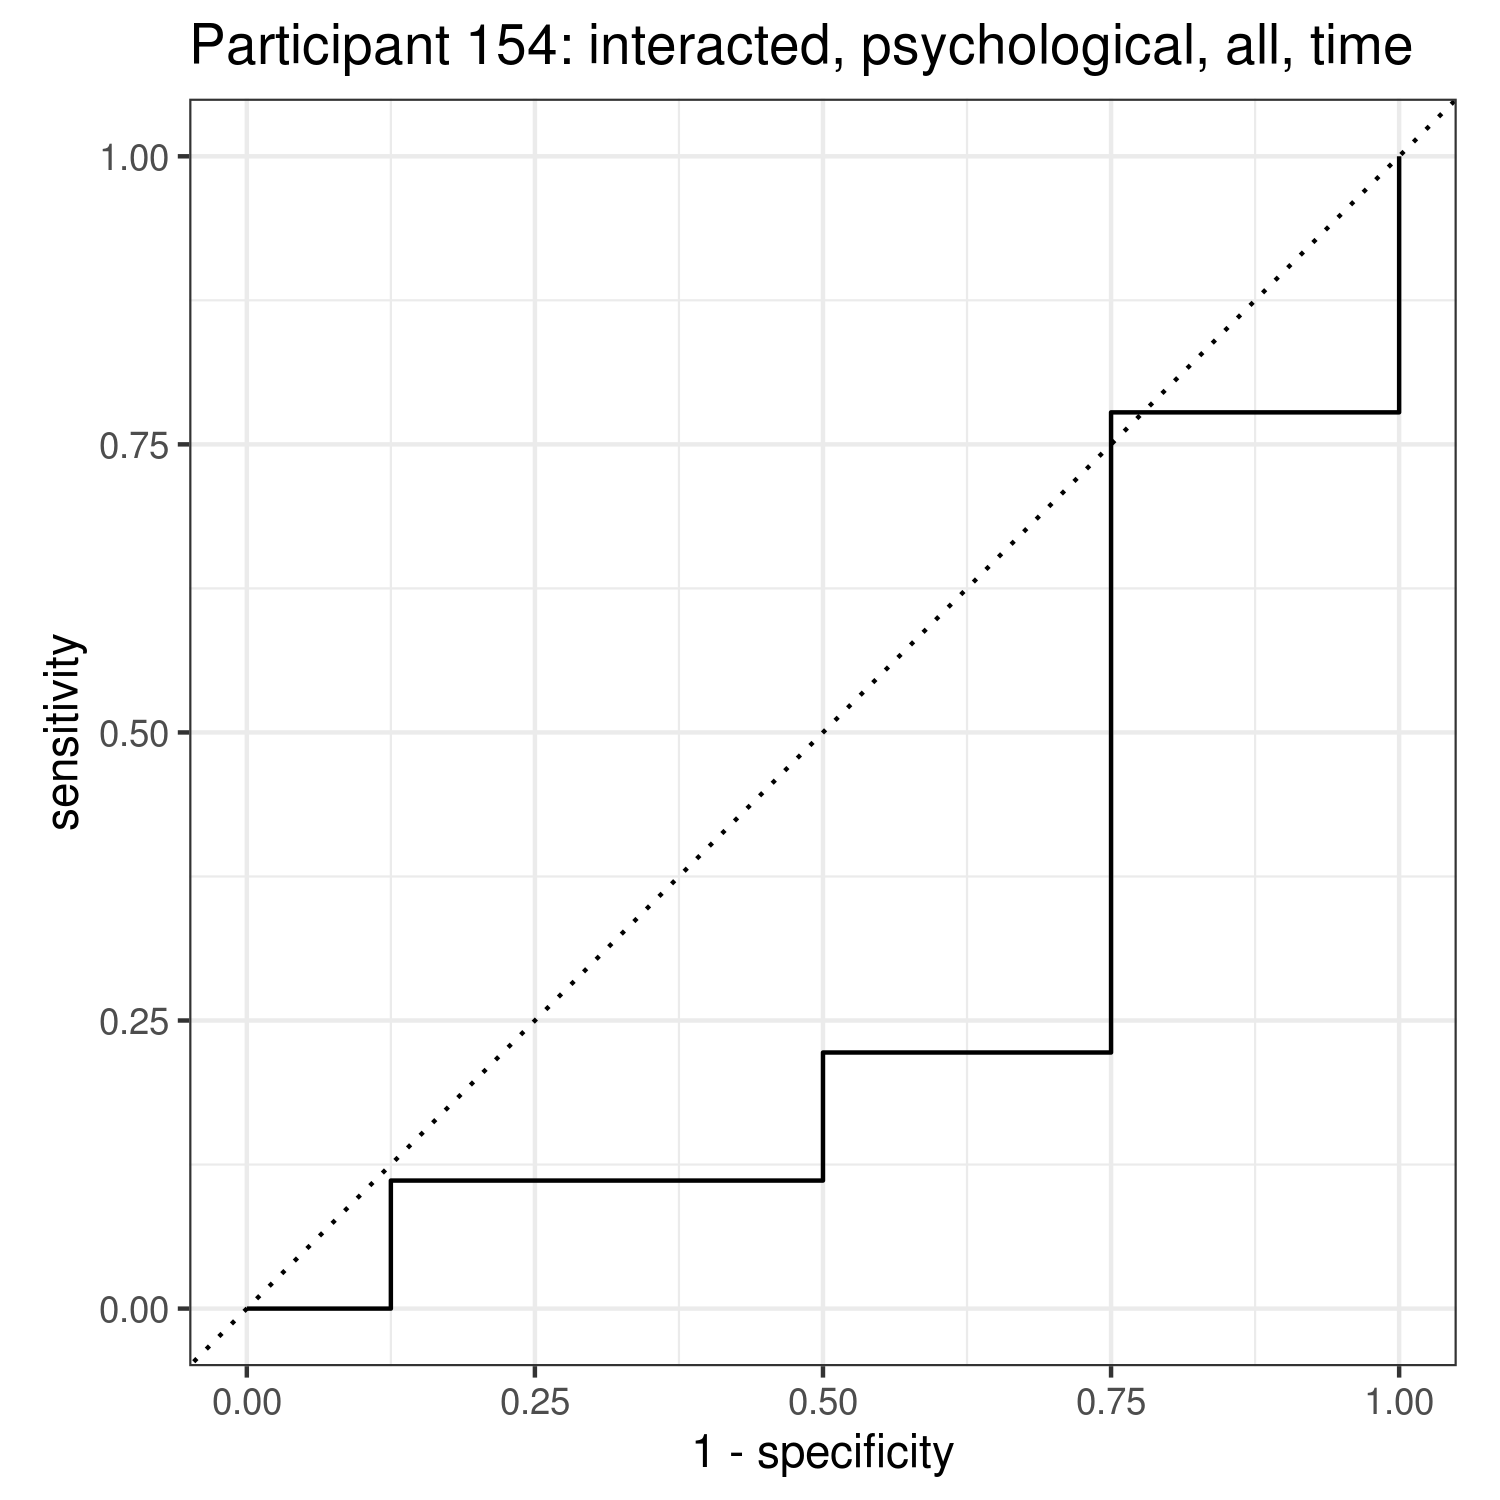 Participant 154: interacted, psychological, all, time
1.00
0.75
0.50
0.25
0.00
sensitivity
0.00 0.25 0.50 0.75 1.00
1 - specificity